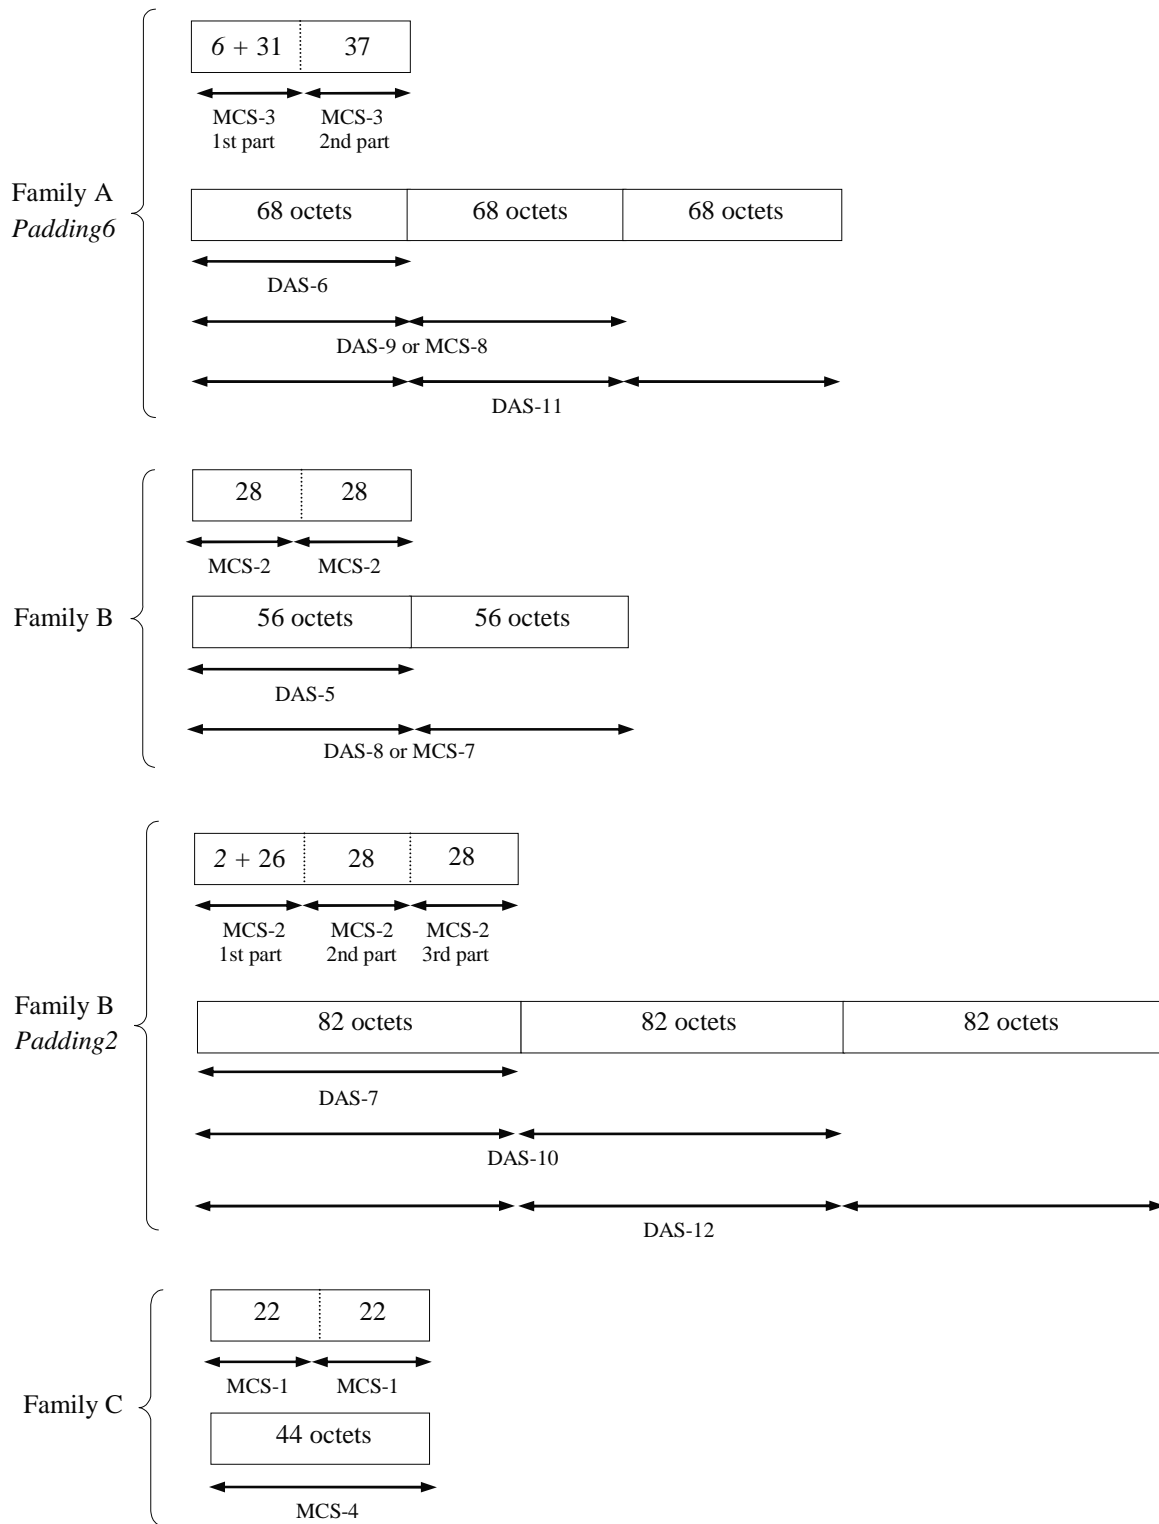 6 + 31 37
MCS-3 MCS-3
1st part 2nd part
Family A
Padding6
68 octets 68 octets 68 octets
DAS-6
DAS-9 or MCS-8
DAS-11
28 28
MCS-2 MCS-2
Family B
56 octets 56 octets
DAS-5
DAS-8 or MCS-7
2 + 26 28 28
MCS-2 MCS-2 MCS-2
1st part 2nd part 3rd part
Family B
Padding2
82 octets 82 octets 82 octets
DAS-7
DAS-10
DAS-12
22 22
MCS-1 MCS-1
Family C
44 octets
MCS-4